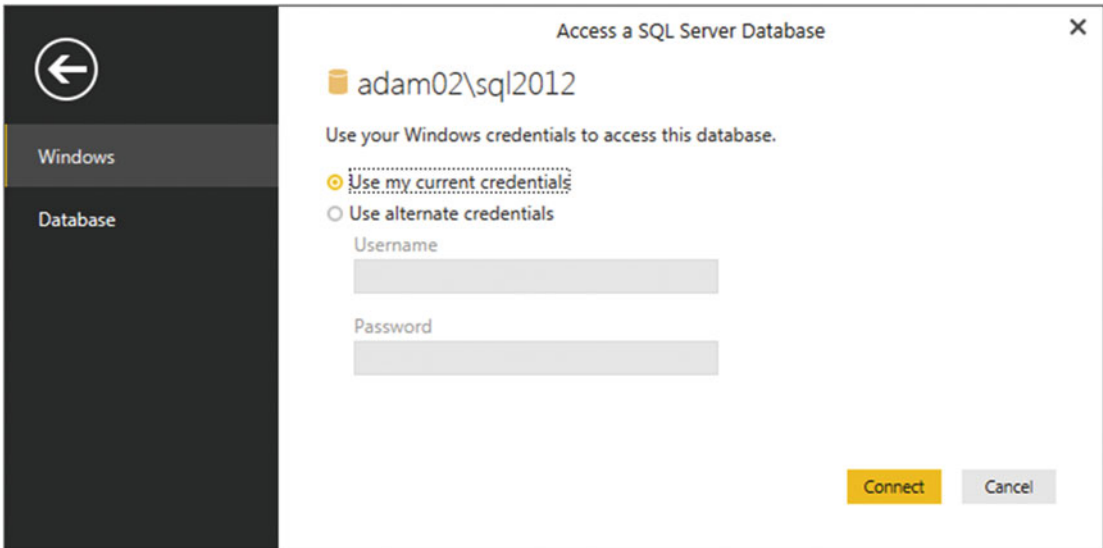 Access a SQL Server Database
adam02\sql2012
Use your Windows credentials to access this database.
Windows
Use my current credentials
Database
Use alternate credentials
Username
Password
Connect
Cancel